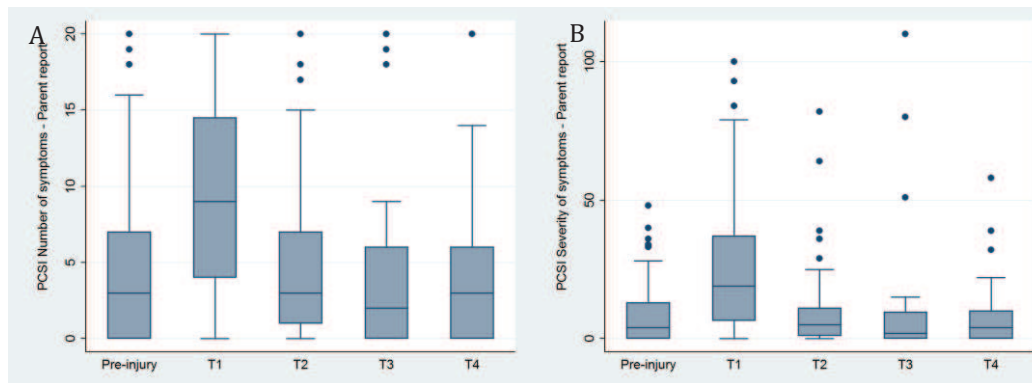 A
PCSI Number of symptoms - Parent report
20
15
10
5
0
Pre-injury T1 T2 T3 T4
B
PCSI Severity of symptoms - Parent report
100
50
0
Pre-injury T1 T2 T3 T4